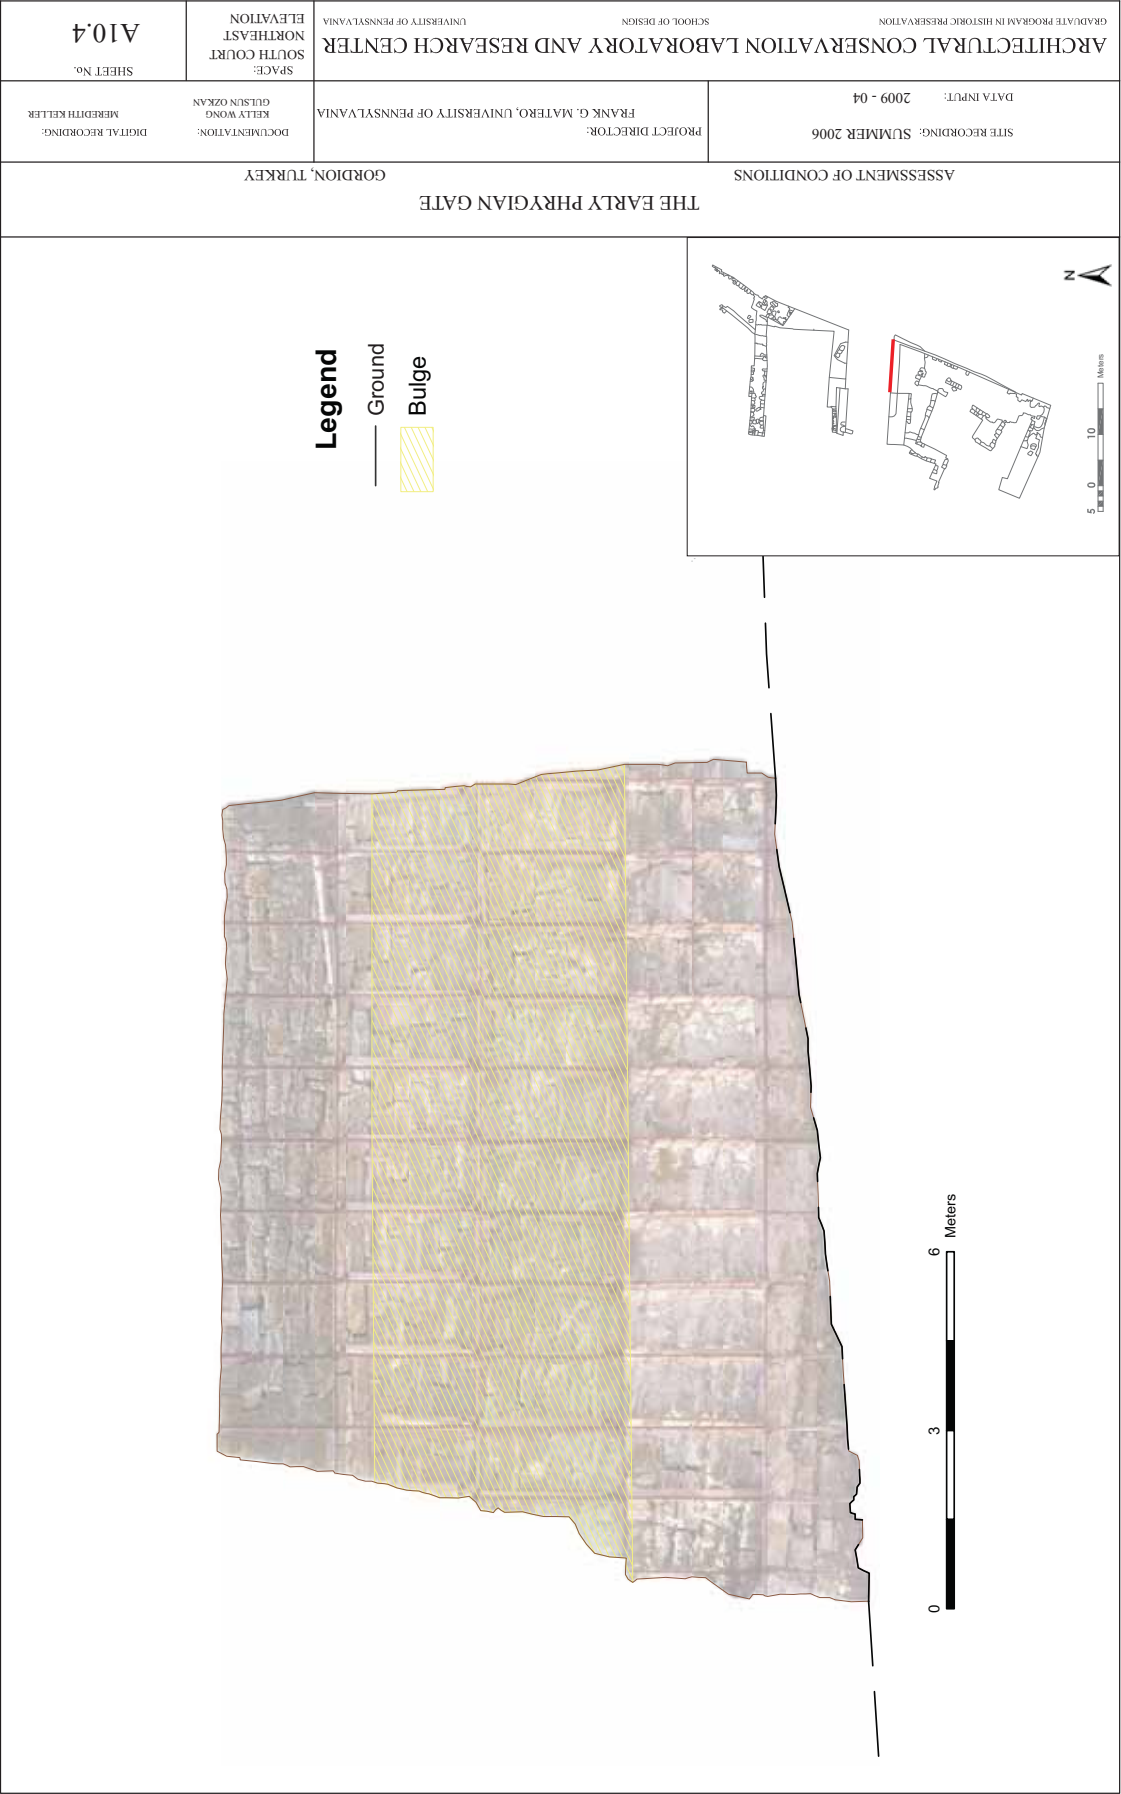 THE EARLY PHRYGIAN GATE
ASSESSMENT OF CONDITIONS
GORDION, TURKEY
SITE RECORDING: SUMMER 2006
DATA INPUT: 2009 - 04
PROJECT DIRECTOR:
FRANK G. MATERO, UNIVERSITY OF PENNSYLVANIA
DOCUMENTATION:
KELLY WONG
GULSUN OZKAN
DIGITAL RECORDING:
MEREDITH KELLER
ARCHITECTURAL CONSERVATION LABORATORY AND RESEARCH CENTER
GRADUATE PROGRAM IN HISTORIC PRESERVATION
SCHOOL OF DESIGN
UNIVERSITY OF PENNSYLVANIA
SPACE:
SOUTH COURT
NORTHEAST
ELEVATION
SHEET No.
A10.4
Legend
Ground
Bulge
N
5 0 10
Meters
0 3 6
Meters